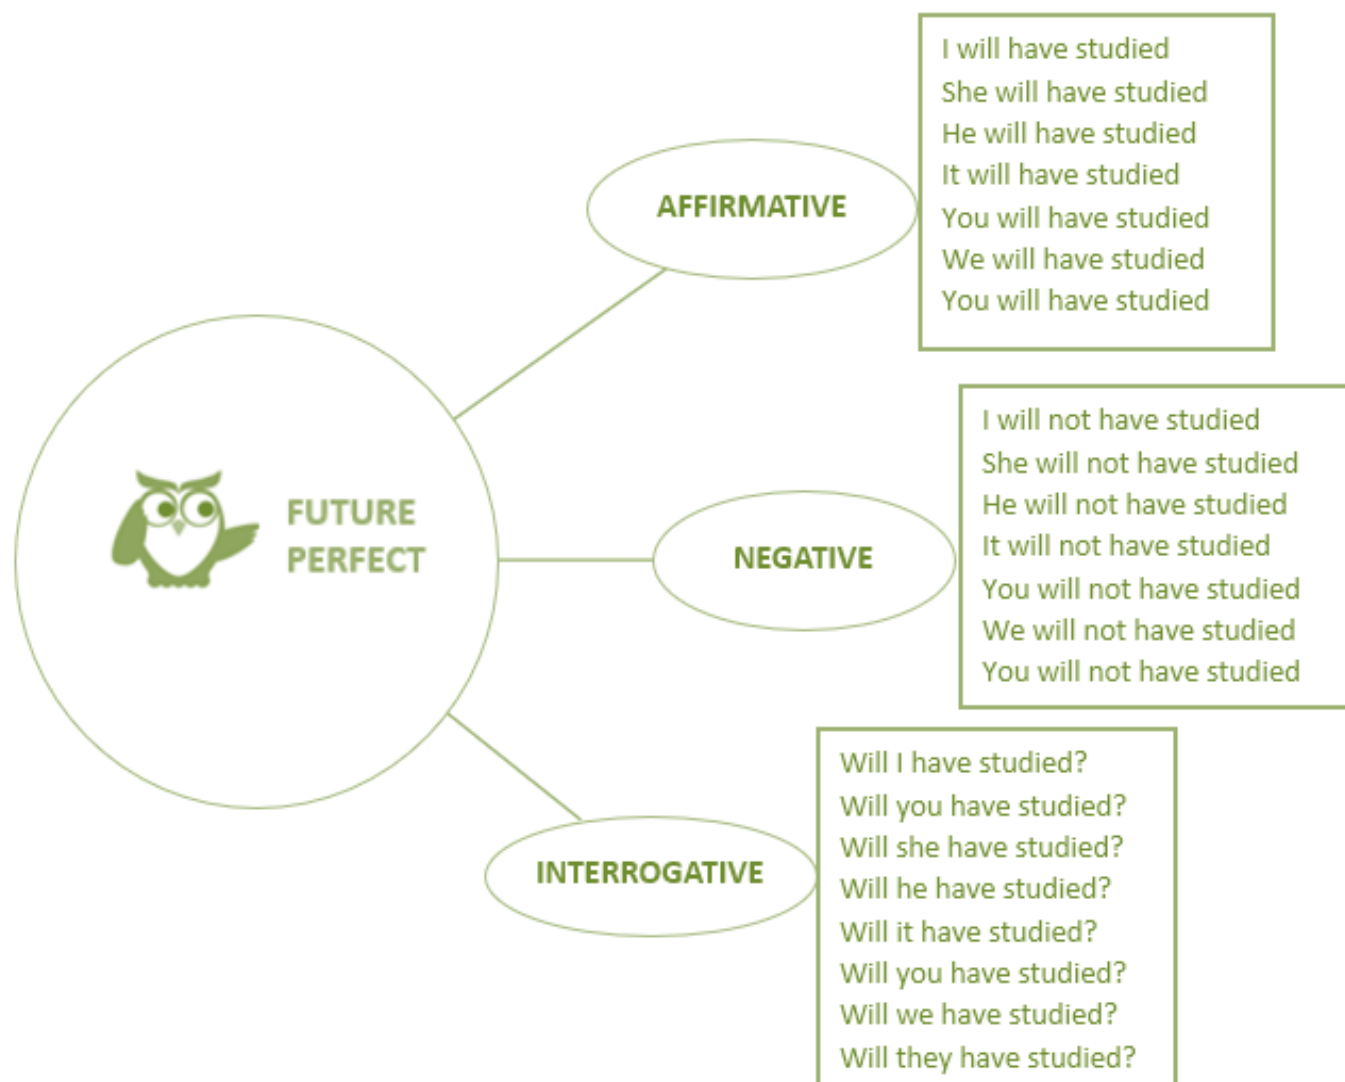 FUTURE
PERFECT
AFFIRMATIVE
I will have studied
She will have studied
He will have studied
It will have studied
You will have studied
We will have studied
You will have studied
NEGATIVE
I will not have studied
She will not have studied
He will not have studied
It will not have studied
You will not have studied
We will not have studied
You will not have studied
INTERROGATIVE
Will I have studied?
Will you have studied?
Will she have studied?
Will he have studied?
Will it have studied?
Will you have studied?
Will we have studied?
Will they have studied?